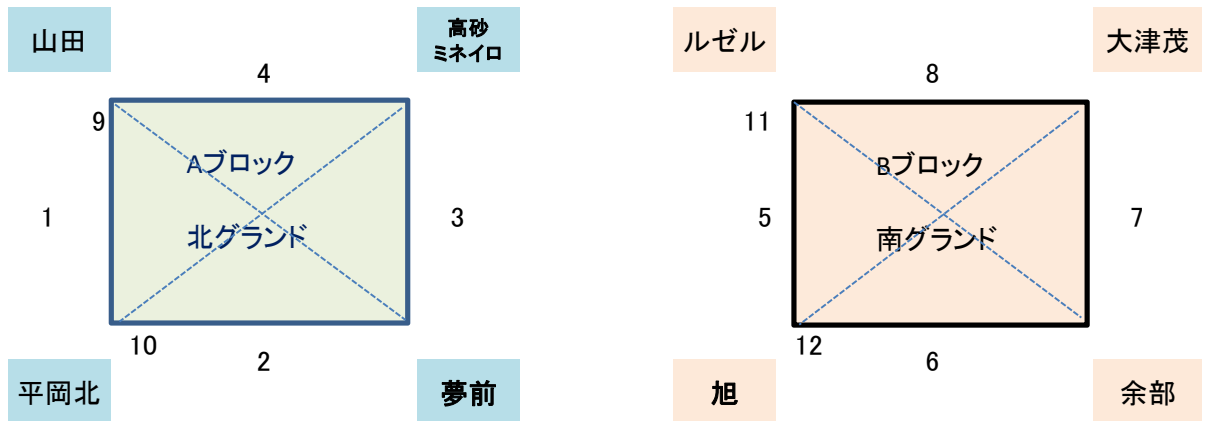 山田
高砂
ミネイロ
4
9
Aブロック
1
3
北グランド
10
2
平岡北
夢前
ルゼル
大津茂
8
11
Bブロック
5
7
南グランド
12
6
旭
余部